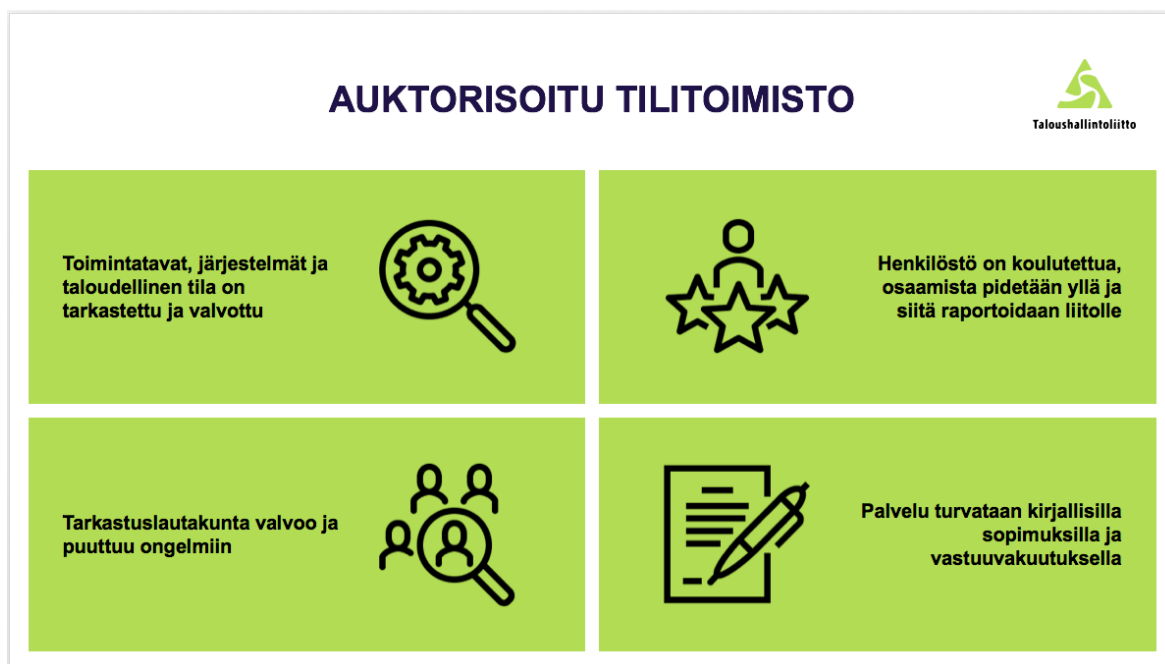 AUKTORISOITU TILITOIMISTO
Taloushallintoliitto
Toimintatavat, järjestelmät ja
taloudellinen tila on
tarkastettu ja valvottu
Henkilöstö on koulutettua,
osaamista pidetään yllä ja
siitä raportoidaan liitolle
Tarkastuslautakunta valvoo ja
puuttuu ongelmiin
Palvelu turvataan kirjallisilla
sopimuksilla ja
vastuuvakuutuksella